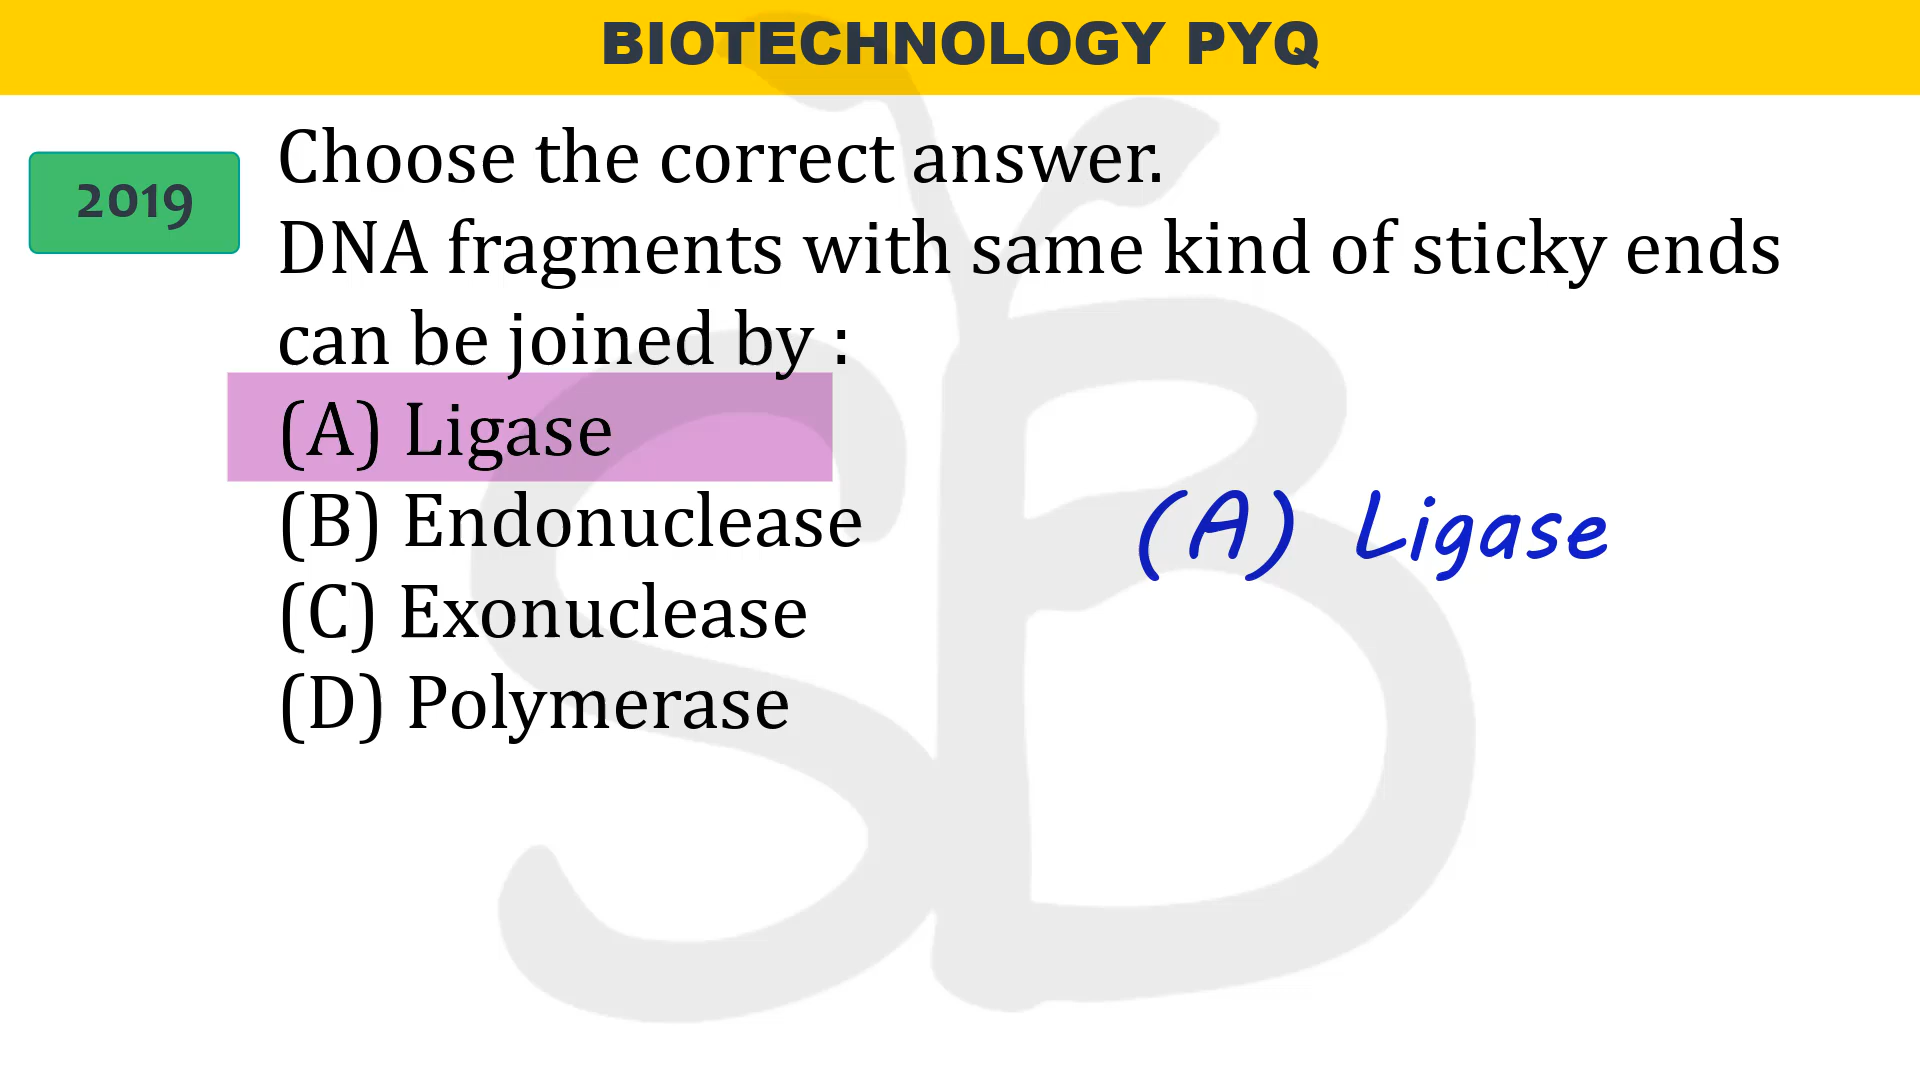 BIOTECHNOLOGY PYQ
2019
Choose the correct answer.
DNA fragments with same kind of sticky ends
can be joined by :
(A) Ligase
(B) Endonuclease
(A) Ligase
(C) Exonuclease
(D) Polymerase
SB